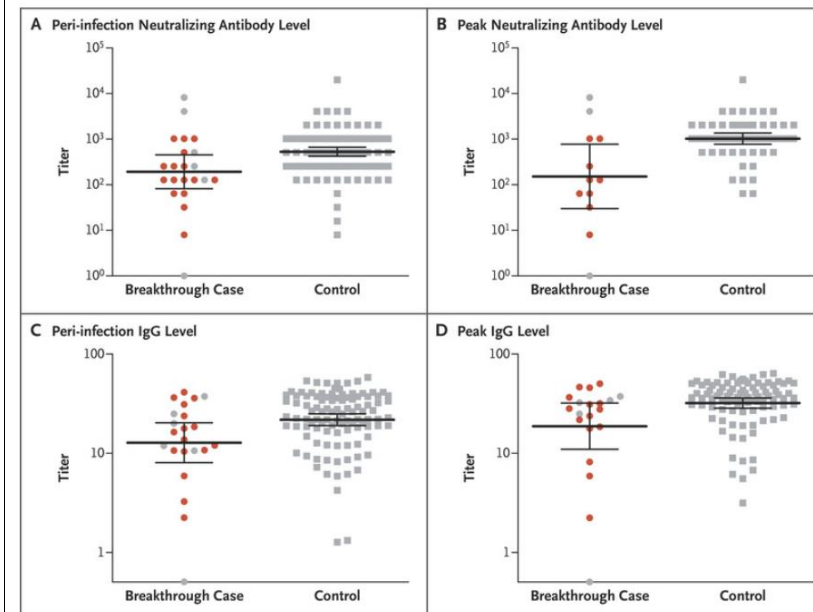 A Peri-infection Neutralizing Antibody Level
10⁵
10⁴
10³
10²
10¹
10⁰
Titer
Breakthrough Case
Control
B Peak Neutralizing Antibody Level
10⁵
10⁴
10³
10²
10¹
10⁰
Titer
Breakthrough Case
Control
C Peri-infection IgG Level
100
10
1
Titer
Breakthrough Case
Control
D Peak IgG Level
100
10
1
Titer
Breakthrough Case
Control